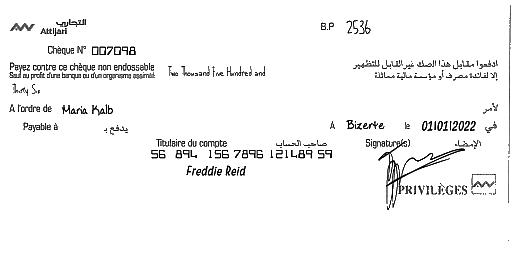 التجاري
Attijari
B.P 2536
Chèque N° 007098
Payez contre ce chèque non endossable
Sauf au profit d'une banque ou d'un organisme assimilé
Two Thousand Five Hundred and
Thirty Six
ادفعوا مقابل هذا الصك غير القابل للتظهير
إلا لفائدة مصرف أو مؤسسة مالية مماثلة
A l'ordre de Maria Kalb لأمر
Payable à يدفع بـ
A Bizerte le 01/01/2022 في
Titulaire du compte صاحب الحساب
Signature(s) الإمضاء
56 894 156 7896 121489 59
Freddie Reid
PRIVILÈGES